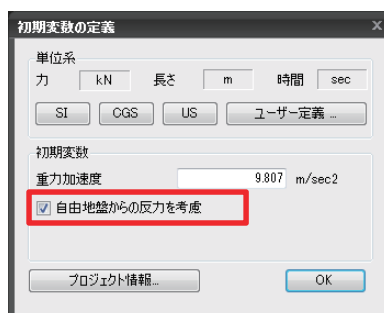 初期変数の定義 x
単位系
力 kN 長さ m 時間 sec
SI CGS US ユーザー定義 ...
初期変数
重力加速度 9.807 m/sec2
自由地盤からの反力を考慮
プロジェクト情報... OK